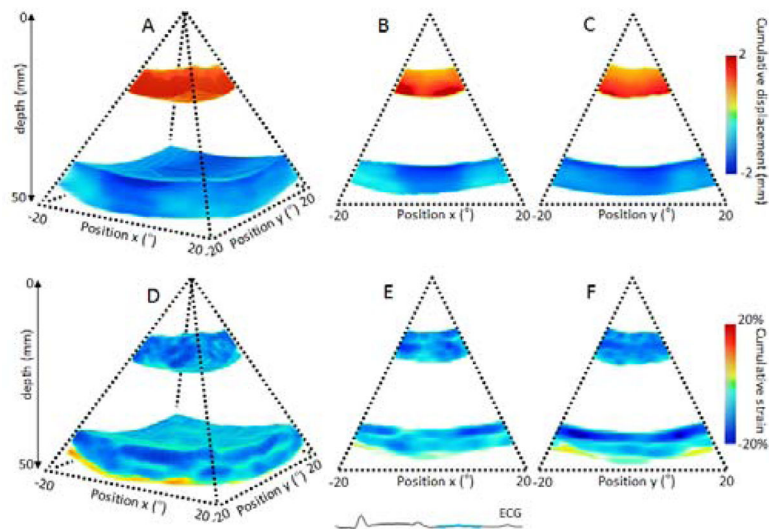 A
B
C
0
depth (mm)
50
-20
Position x (°)
20
-20
Position y (°)
20
-20
Position x (°)
20
-20
Position y (°)
20
2
Cumulative displacement (mm)
-2
D
E
F
0
depth (mm)
50
-20
Position x (°)
20
-20
Position y (°)
20
-20
Position x (°)
20
-20
Position y (°)
20
20%
Cumulative strain
-20%
ECG